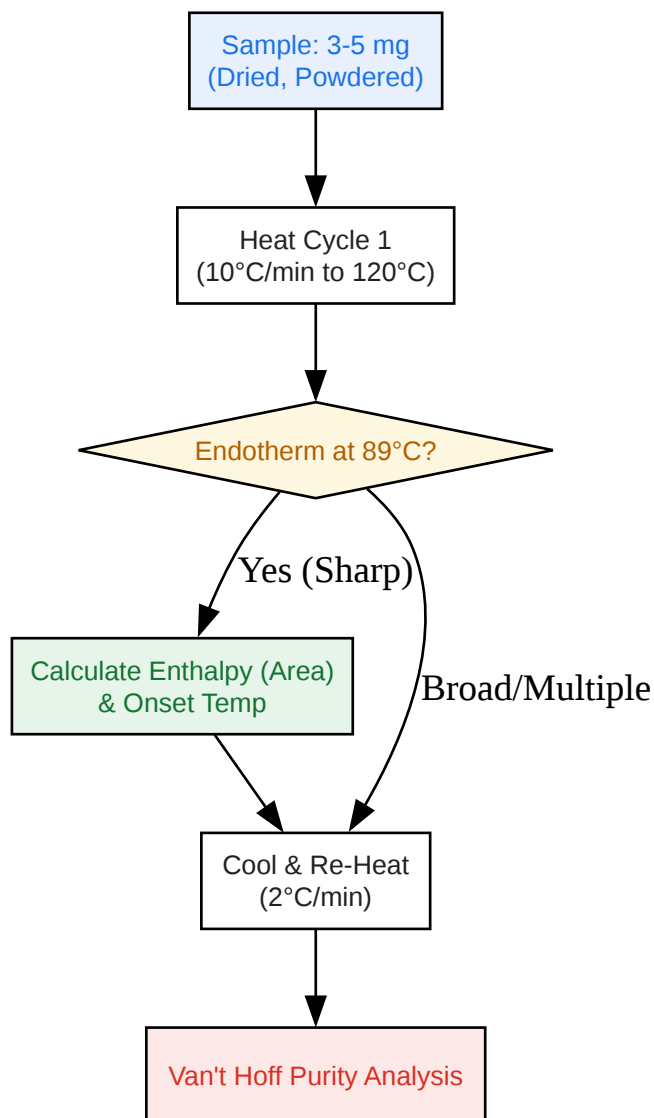 Sample: 3-5 mg
(Dried, Powdered)
Heat Cycle 1
(10°C/min to 120°C)
Endotherm at 89°C?
Yes (Sharp)
Calculate Enthalpy (Area)
& Onset Temp
Broad/Multiple
Cool & Re-Heat
(2°C/min)
Van't Hoff Purity Analysis